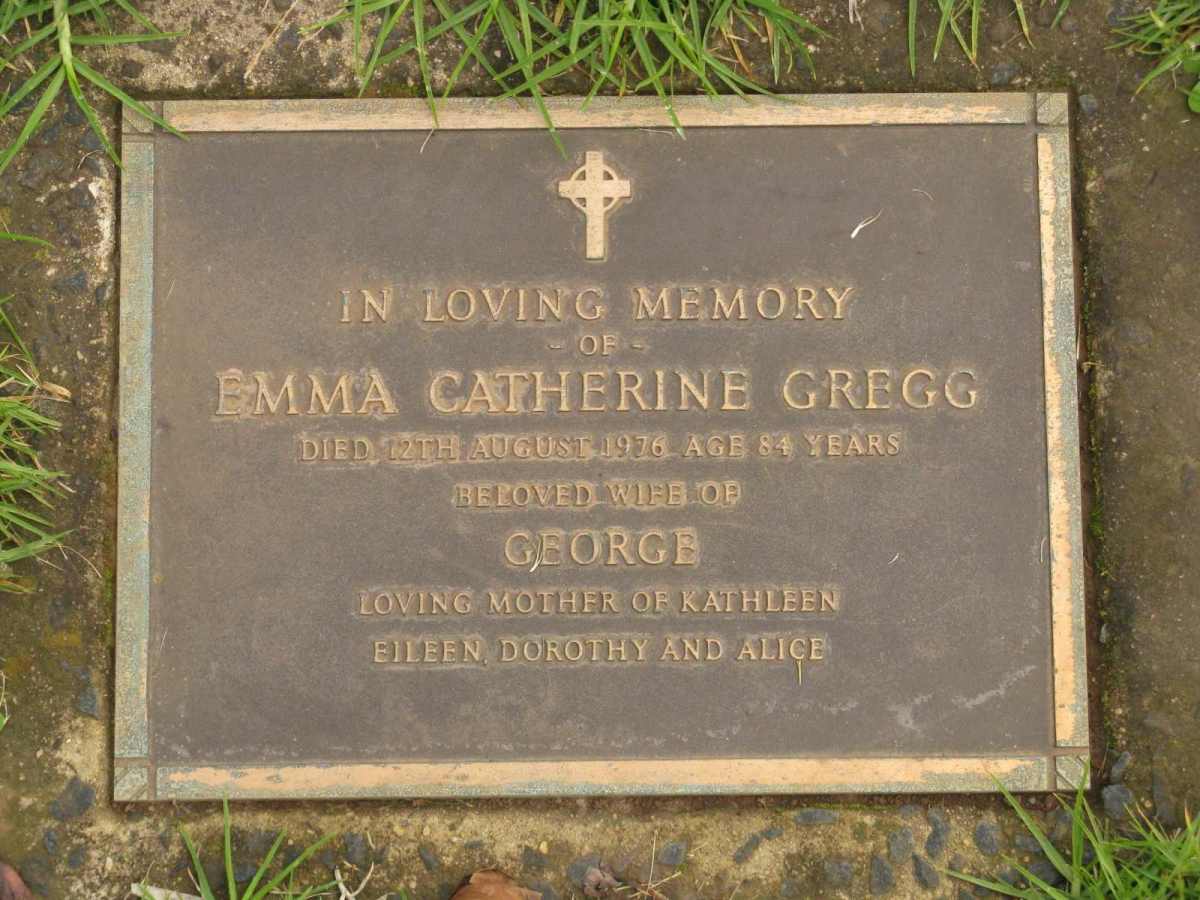 IN LOVING MEMORY
- OF -
EMMA CATHERINE GREGG
DIED 12TH AUGUST 1976 AGE 84 YEARS
BELOVED WIFE OF
GEORGE
LOVING MOTHER OF KATHLEEN
EILEEN, DOROTHY AND ALICE